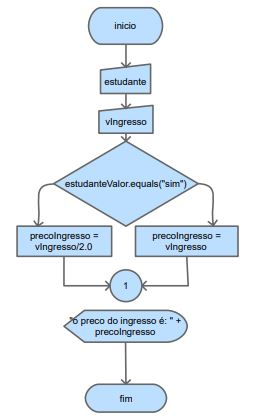 inicio
estudante
vIngresso
estudanteValor.equals("sim")
precoIngresso =
vIngresso/2.0
precoIngresso =
vIngresso
1
"o preco do ingresso é: " +
precoIngresso
fim